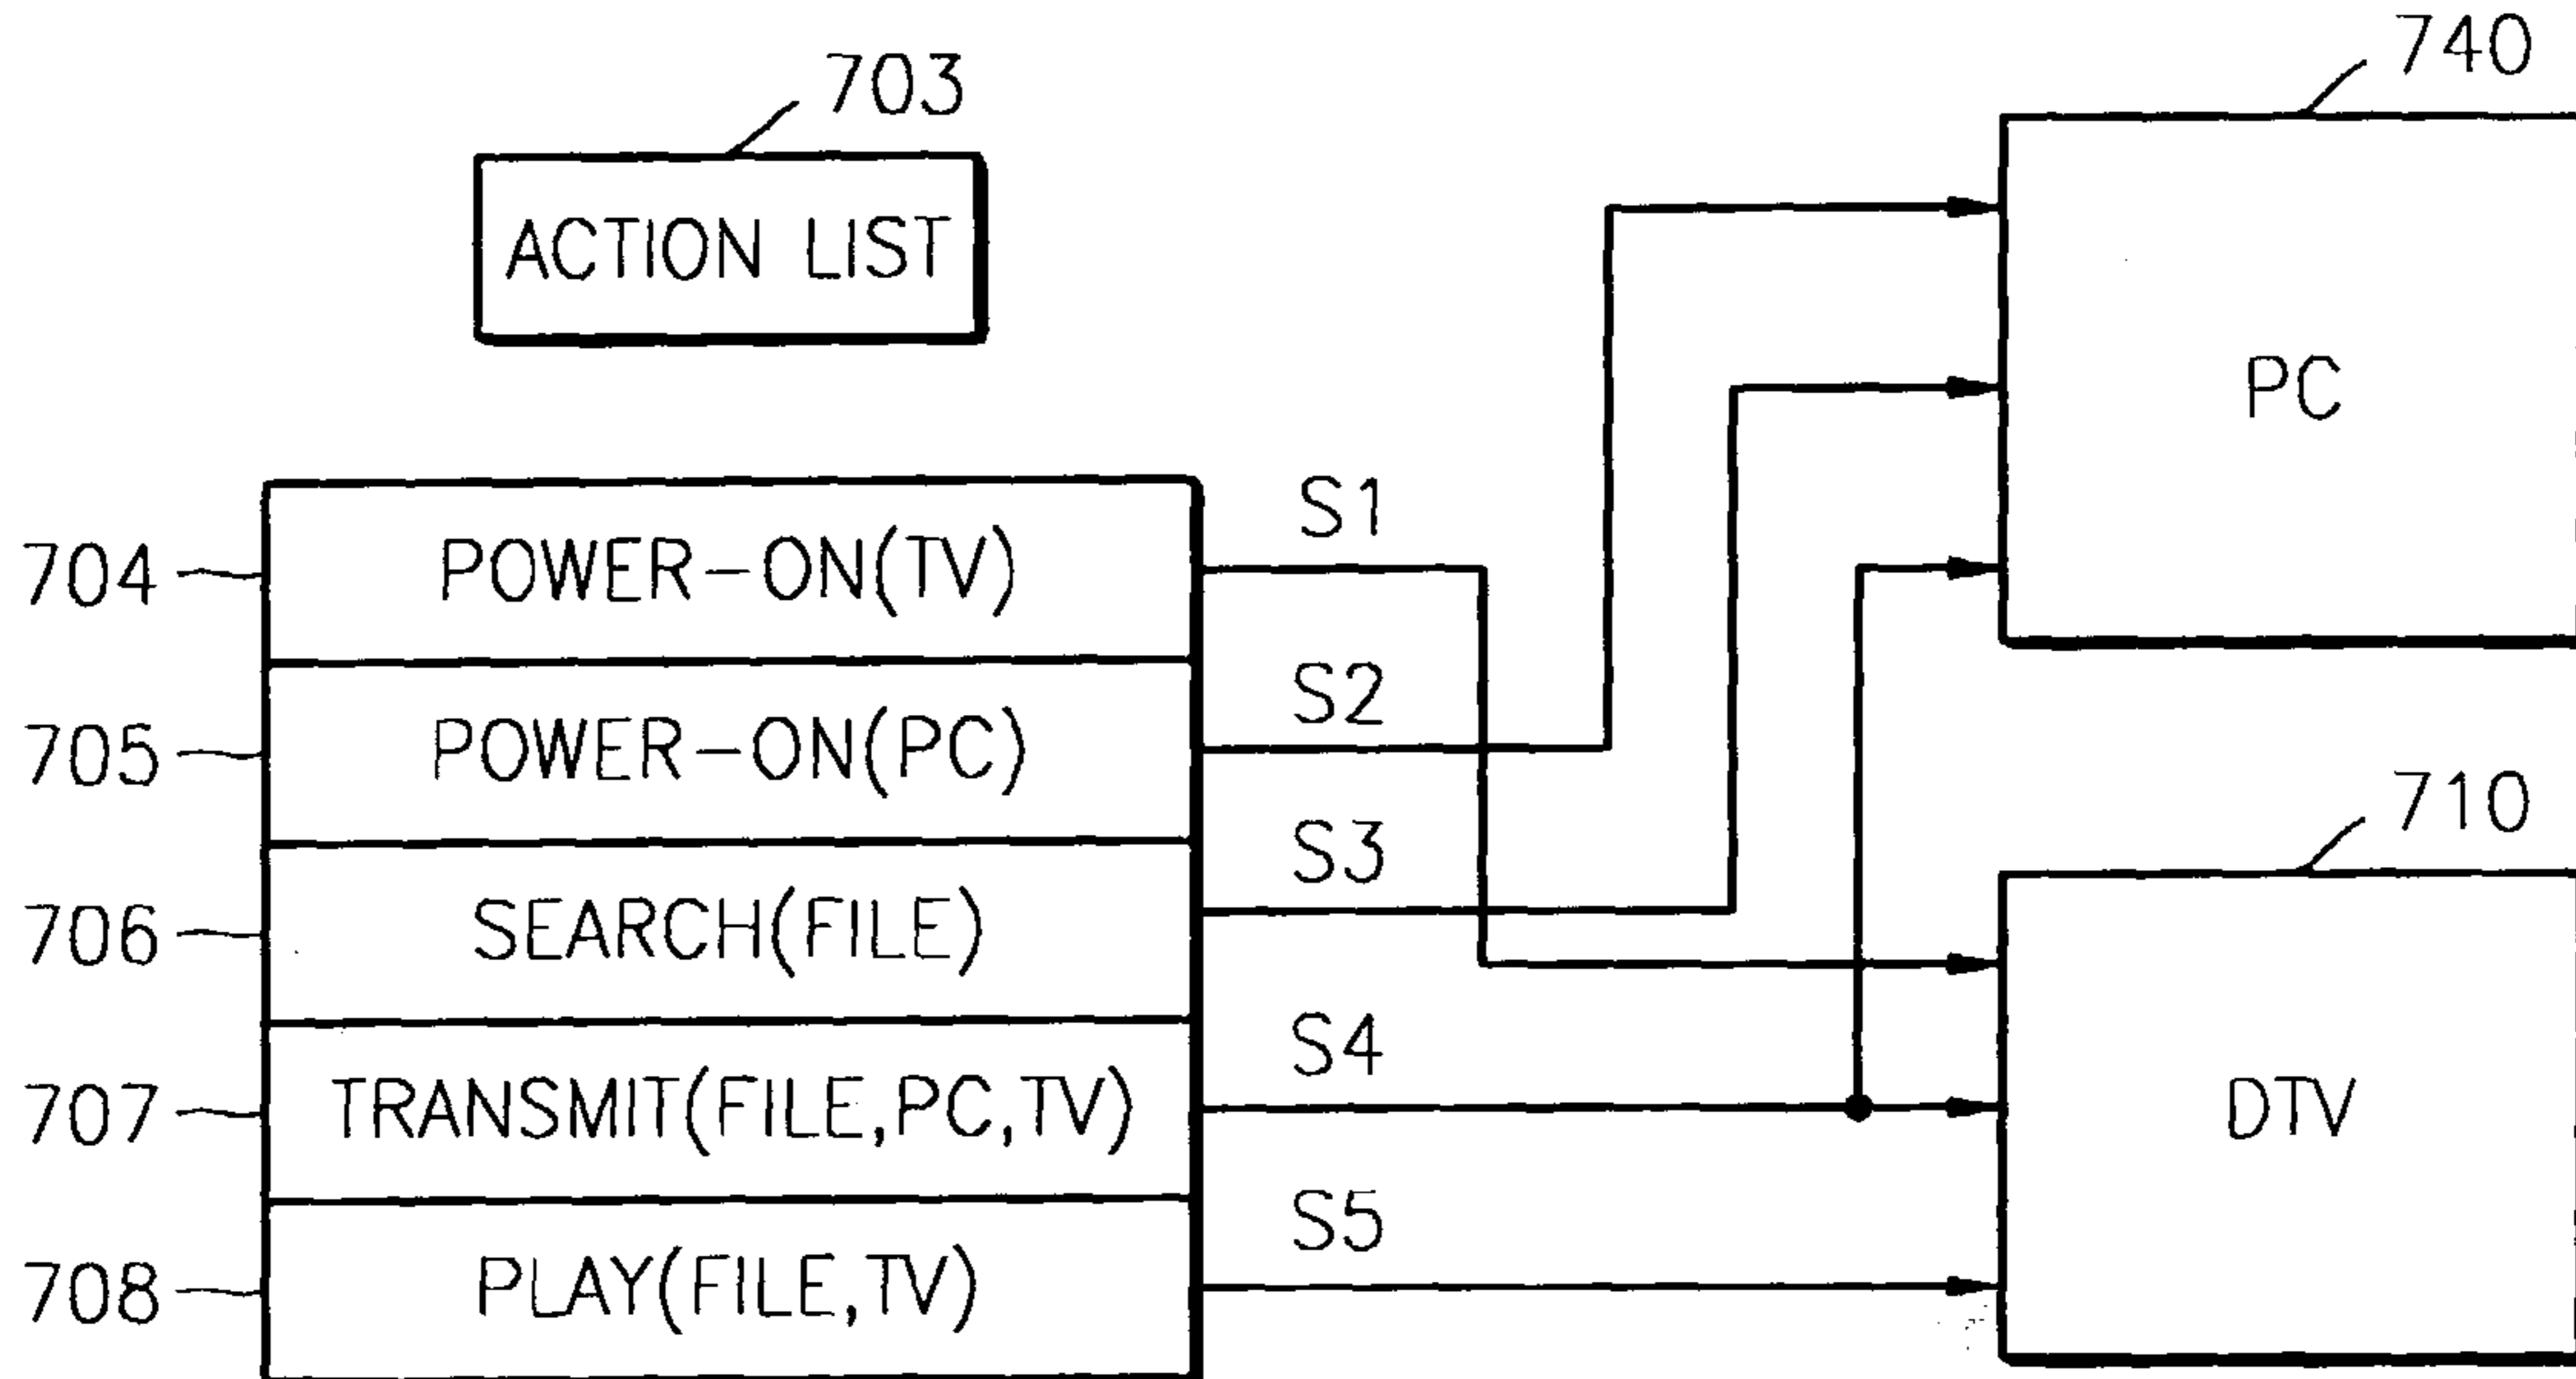 703
ACTION LIST
740
PC
704
POWER-ON(TV)
S1
705
POWER-ON(PC)
S2
706
SEARCH(FILE)
S3
707
TRANSMIT(FILE,PC,TV)
S4
708
PLAY(FILE,TV)
S5
710
DTV